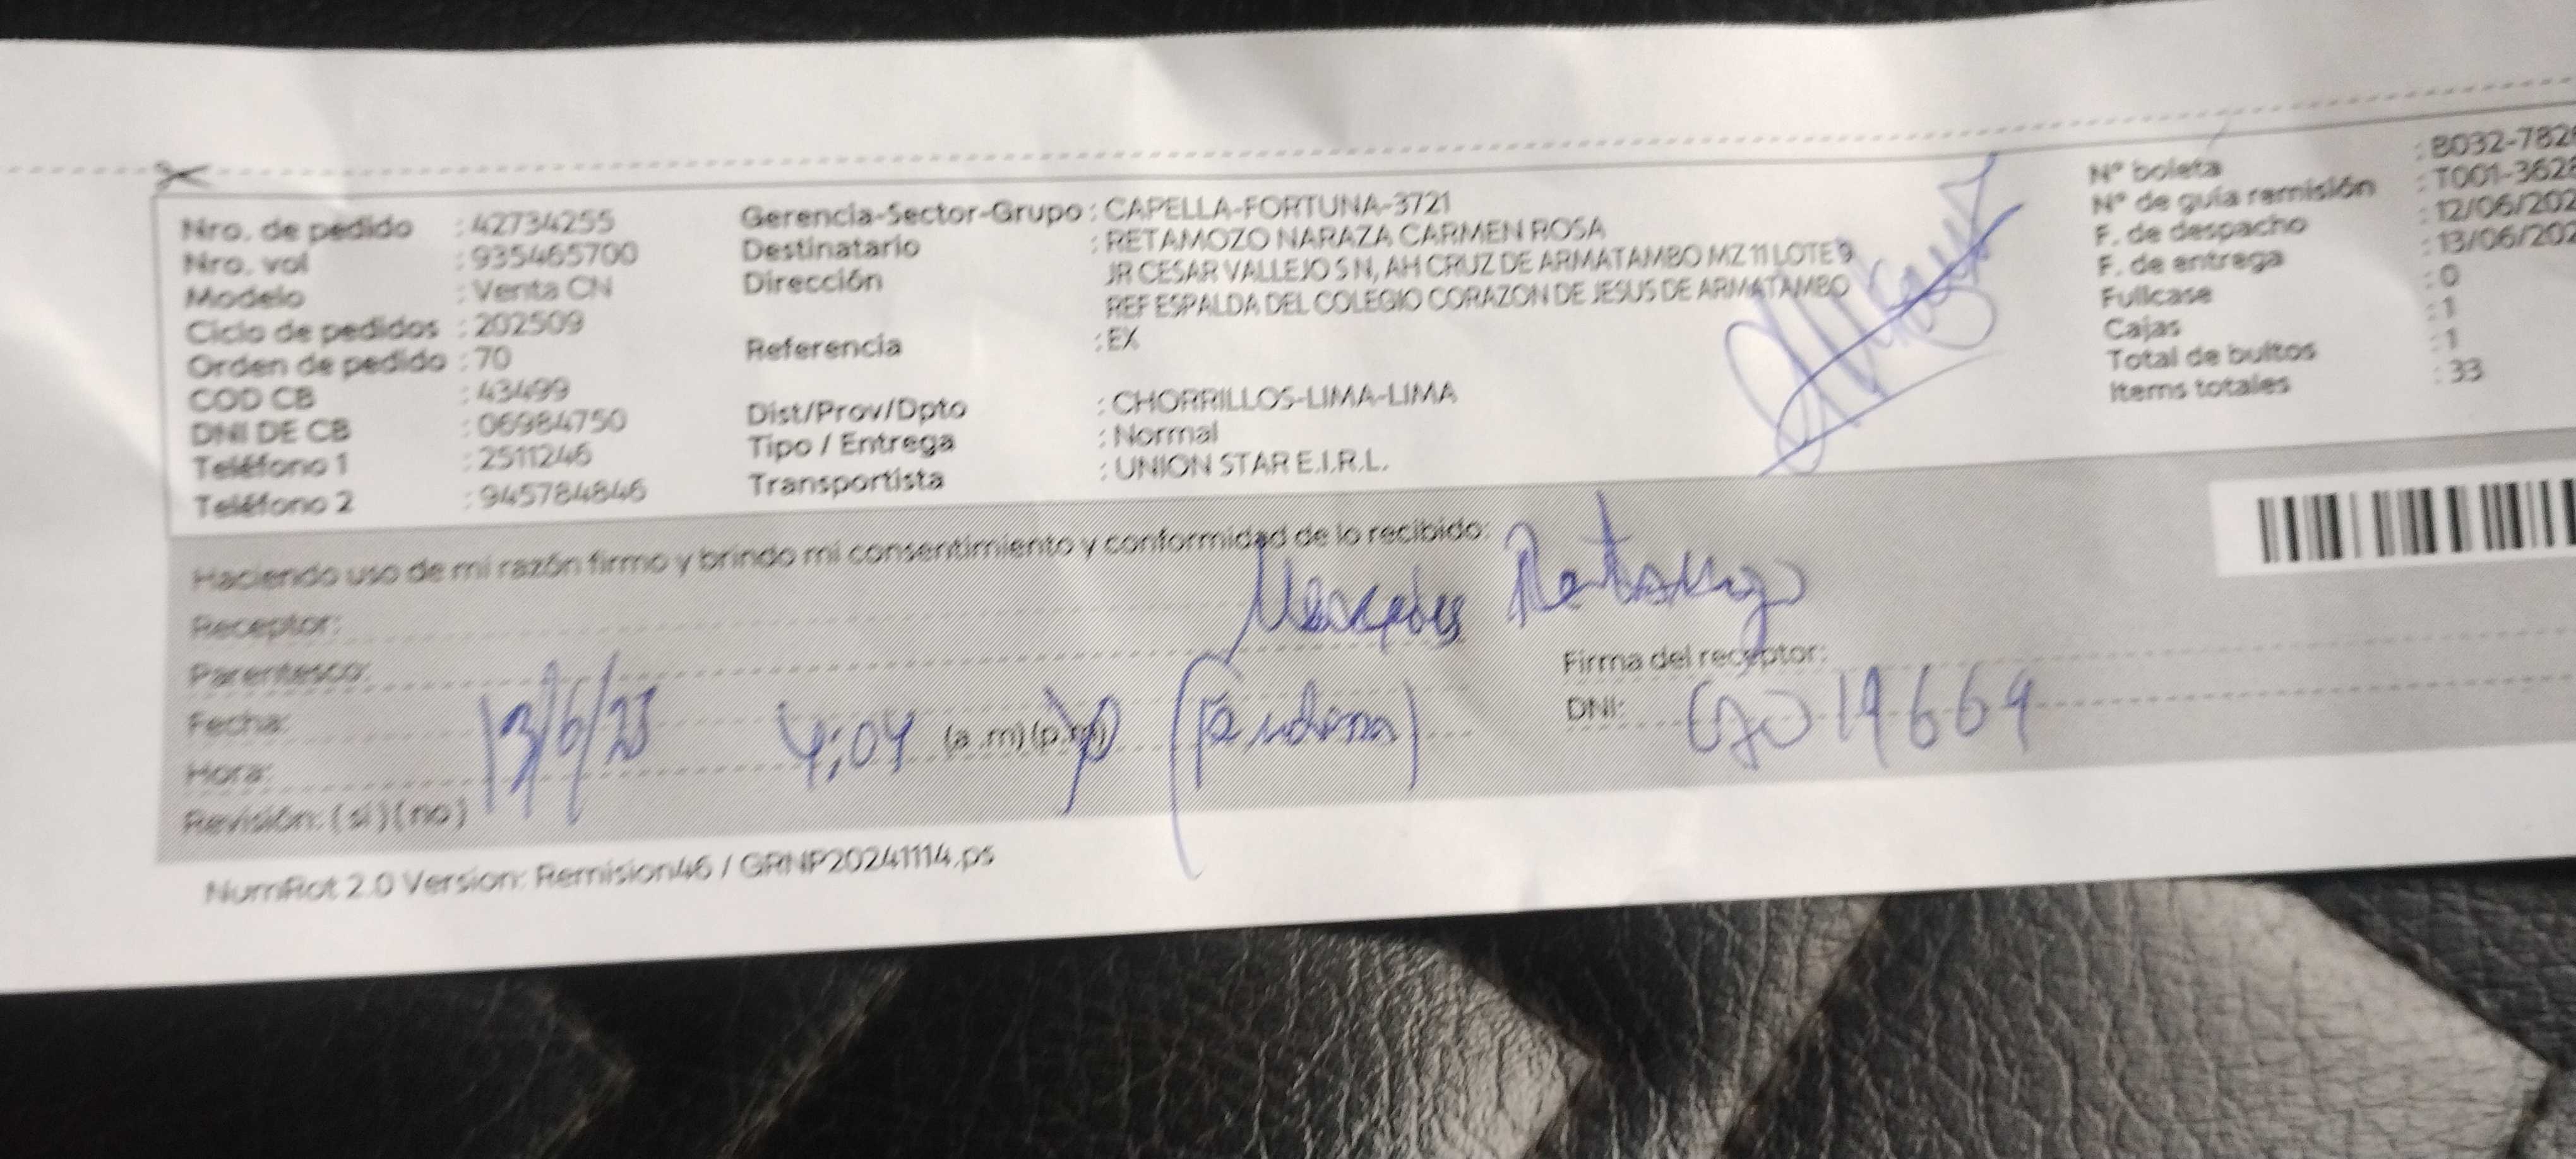 Nro. de pedido : 42734255
Nro. vol : 935465700
Modelo : Venta CN
Ciclo de pedidos : 202509
Orden de pedido : 70
COD CB : 43499
DNI DE CB : 06984750
Teléfono 1 : 2511246
Teléfono 2 : 945784846
Gerencia-Sector-Grupo : CAPELLA-FORTUNA-3721
Destinatario : RETAMOZO NARAZA CARMEN ROSA
Dirección JR CESAR VALLEJO S N, AH CRUZ DE ARMATAMBO MZ 11 LOTE 9
REF ESPALDA DEL COLEGIO CORAZON DE JESUS DE ARMATAMBO
Referencia : EX
Dist/Prov/Dpto : CHORRILLOS-LIMA-LIMA
Tipo / Entrega : Normal
Transportista : UNION STAR E.I.R.L.
N° boleta : B032-782
N° de guía remisión : T001-3628
F. de despacho : 12/06/202
F. de entrega : 13/06/202
Fullcase : 0
Cajas : 1
Total de bultos : 1
Items totales : 33
Haciendo uso de mi razón firmo y brindo mi consentimiento y conformidad de lo recibido:
Receptor: Mercedes Retamozo
Parentesco:
Fecha: 13/6/25
Hora: 4:04 (a .m) (p.m)
Revisión: ( si ) ( no )
Firma del receptor:
DNI:
NumRot 2.0 Version: Remision46 / GRNP20241114.ps